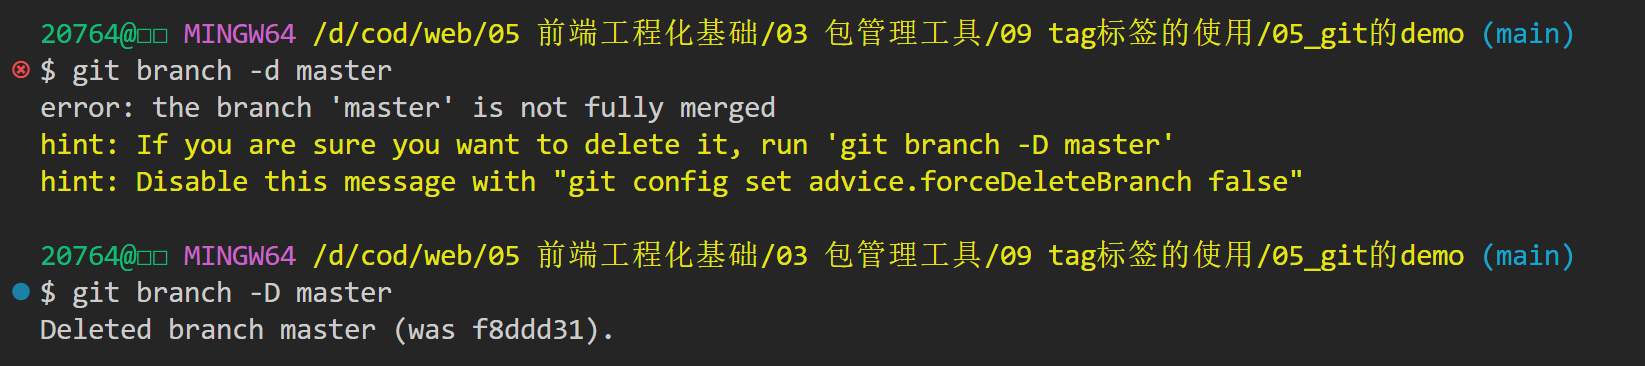 20764@□□ MINGW64 /d/cod/web/05 前端工程化基础/03 包管理工具/09 tag标签的使用/05_git的demo (main)
$ git branch -d master
error: the branch 'master' is not fully merged
hint: If you are sure you want to delete it, run 'git branch -D master'
hint: Disable this message with "git config set advice.forceDeleteBranch false"
20764@□□ MINGW64 /d/cod/web/05 前端工程化基础/03 包管理工具/09 tag标签的使用/05_git的demo (main)
$ git branch -D master
Deleted branch master (was f8ddd31).